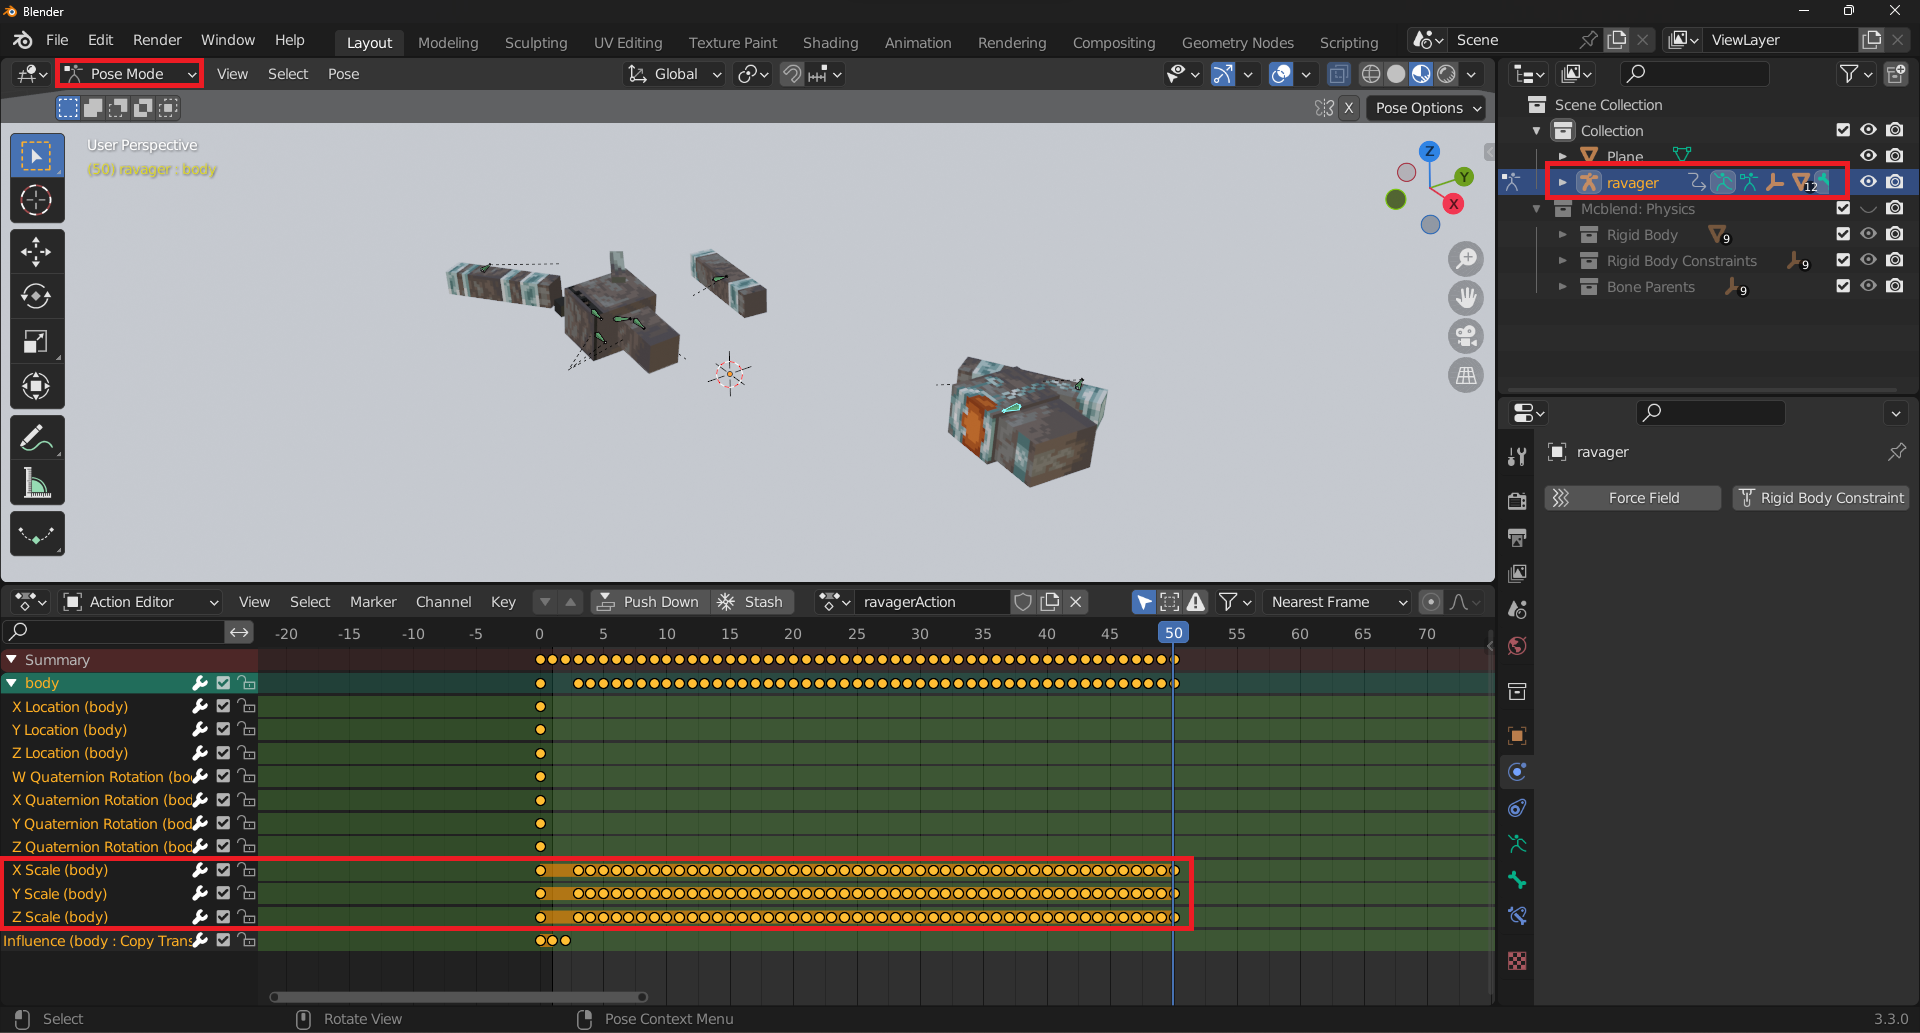 Blender
File Edit Render Window Help
Layout Modeling Sculpting UV Editing Texture Paint Shading Animation Rendering Compositing Geometry Nodes Scripting
Scene
ViewLayer
Pose Mode View Select Pose
Global
X Pose Options
User Perspective
(50) ravager : body
Z
Y
X
Scene Collection
Collection
Plane
ravager 12
Mcblend: Physics
Rigid Body 9
Rigid Body Constraints 9
Bone Parents 9
ravager
Force Field Rigid Body Constraint
Action Editor View Select Marker Channel Key Push Down Stash ravagerAction Nearest Frame
-20 -15 -10 -5 0 5 10 15 20 25 30 35 40 45 50 55 60 65 70
Summary
body
X Location (body)
Y Location (body)
Z Location (body)
W Quaternion Rotation (bo
X Quaternion Rotation (bod
Y Quaternion Rotation (bod
Z Quaternion Rotation (bod
X Scale (body)
Y Scale (body)
Z Scale (body)
Influence (body : Copy Trans
Select Rotate View Pose Context Menu 3.3.0